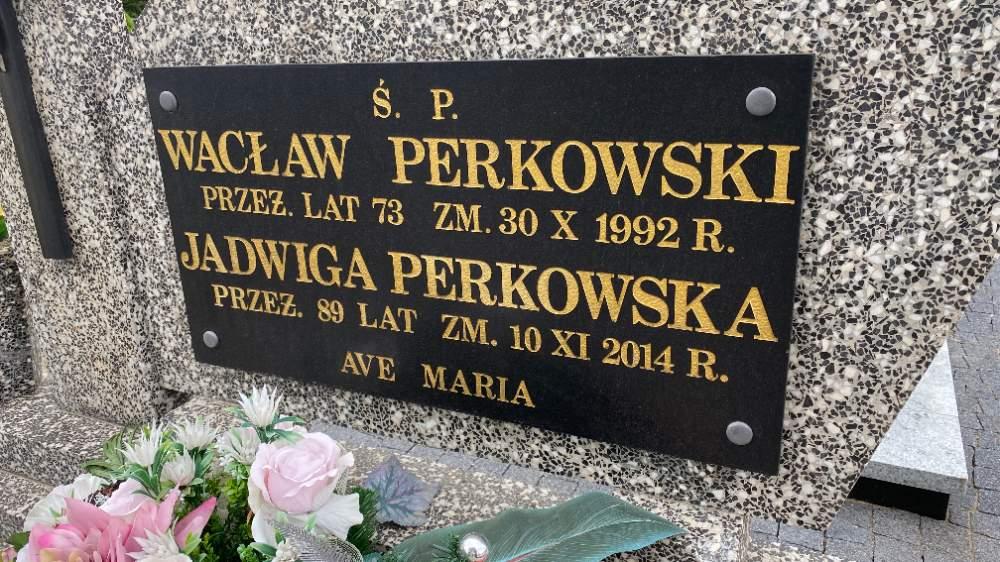 Ś. P.
WACŁAW PERKOWSKI
PRZEŻ. LAT 73 ZM. 30 X 1992 R.
JADWIGA PERKOWSKA
PRZEŻ. 89 LAT ZM. 10 XI 2014 R.
AVE MARIA